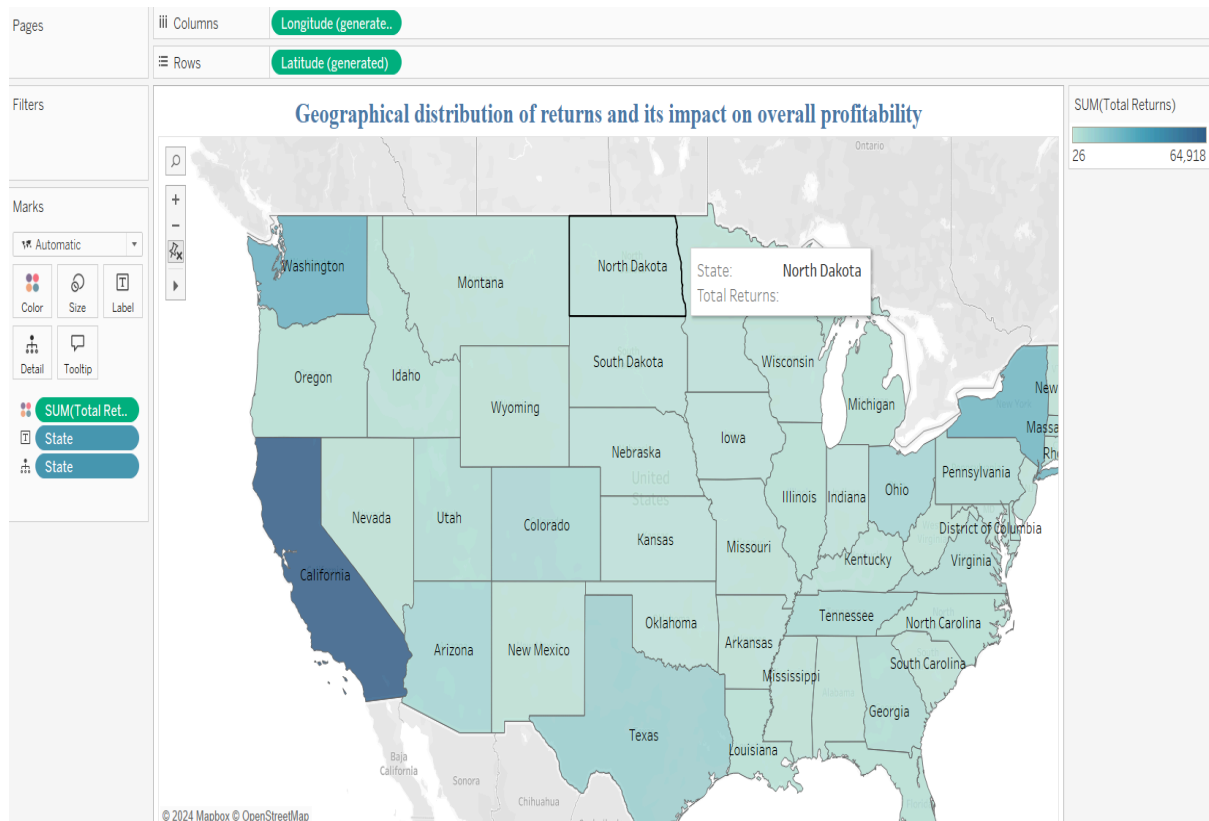 Pages
iii Columns
Longitude (generate..
Rows
Latitude (generated)
Filters
Geographical distribution of returns and its impact on overall profitability
SUM(Total Returns)
26 64,918
Marks
Automatic
Color Size Label
Detail Tooltip
SUM(Total Ret..
State
State
Ontario
Washington
Montana
North Dakota
State: North Dakota
Total Returns:
Oregon
Idaho
Wyoming
South Dakota
Wisconsin
Michigan
New York
New
Massa
Rh
Nebraska
Iowa
United
States
Illinois
Indiana
Ohio
Pennsylvania
Nevada
Utah
Colorado
Kansas
Missouri
Kentucky
District of Columbia
Virginia
California
Arizona
New Mexico
Oklahoma
Arkansas
Tennessee
North Carolina
South Carolina
Mississippi
Alabama
Georgia
Texas
Louisiana
Baja
California
Sonora
Chihuahua
© 2024 Mapbox © OpenStreetMap